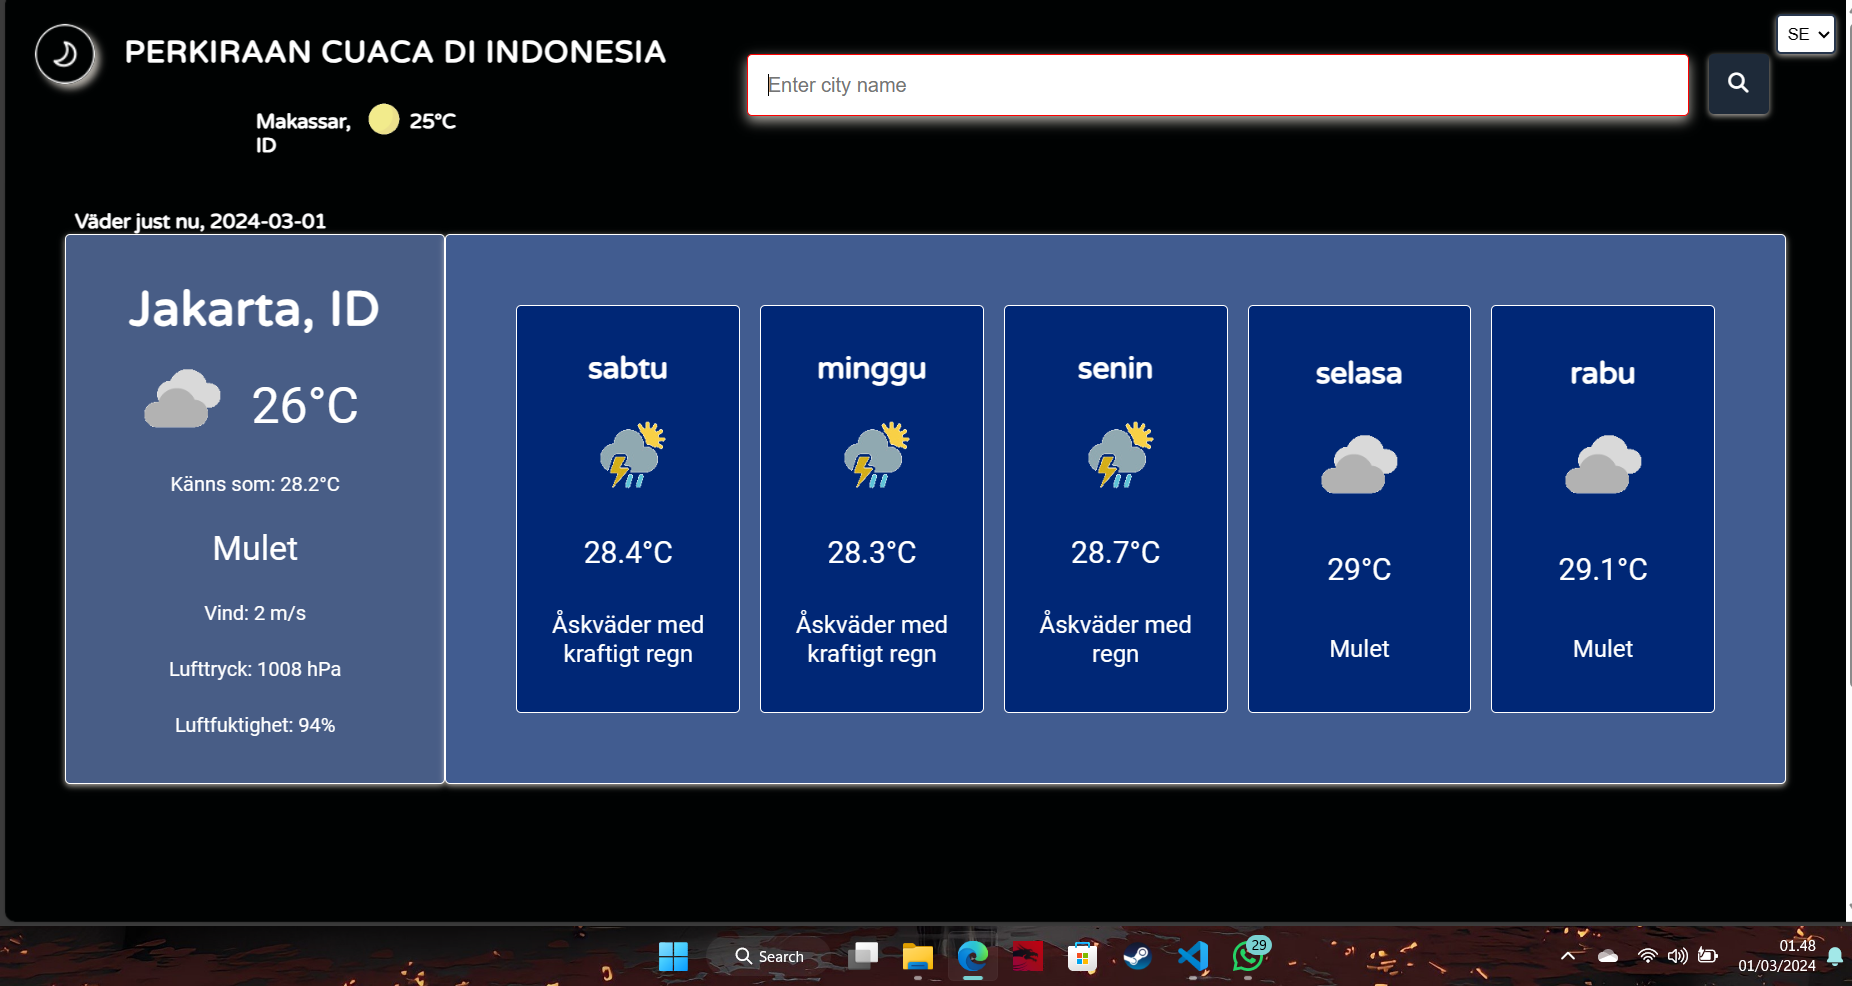 PERKIRAAN CUACA DI INDONESIA
SE
Enter city name
Makassar, 25°C
ID
Väder just nu, 2024-03-01
Jakarta, ID
26°C
Känns som: 28.2°C
Mulet
Vind: 2 m/s
Lufttryck: 1008 hPa
Luftfuktighet: 94%
sabtu
28.4°C
Åskväder med
kraftigt regn
minggu
28.3°C
Åskväder med
kraftigt regn
senin
28.7°C
Åskväder med
regn
selasa
29°C
Mulet
rabu
29.1°C
Mulet
Search
29
01.48
01/03/2024